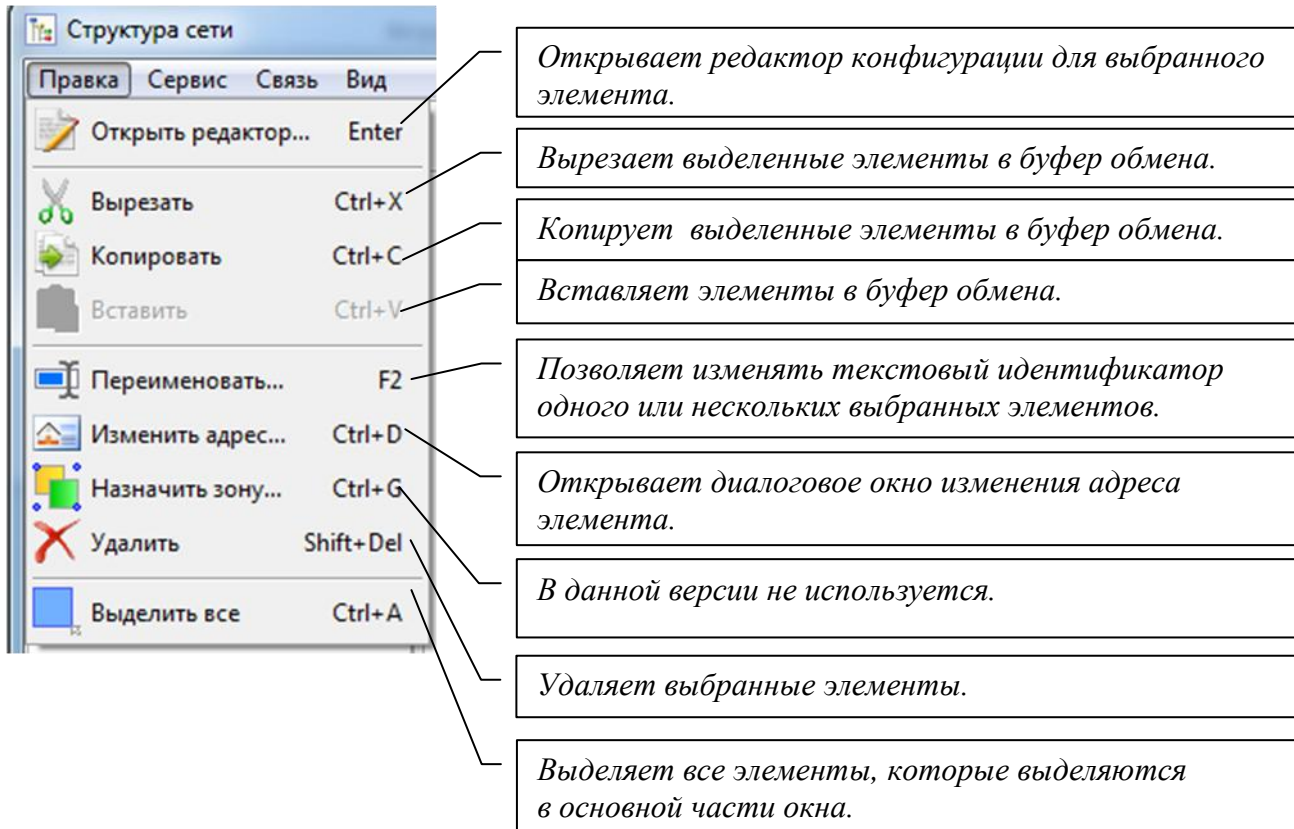 Структура сети
Правка Сервис Связь Вид
Открыть редактор... Enter
Вырезать Ctrl+X
Копировать Ctrl+C
Вставить Ctrl+V
Переименовать... F2
Изменить адрес... Ctrl+D
Назначить зону... Ctrl+G
Удалить Shift+Del
Выделить все Ctrl+A
Открывает редактор конфигурации для выбранного
элемента.
Вырезает выделенные элементы в буфер обмена.
Копирует выделенные элементы в буфер обмена.
Вставляет элементы в буфер обмена.
Позволяет изменять текстовый идентификатор
одного или нескольких выбранных элементов.
Открывает диалоговое окно изменения адреса
элемента.
В данной версии не используется.
Удаляет выбранные элементы.
Выделяет все элементы, которые выделяются
в основной части окна.